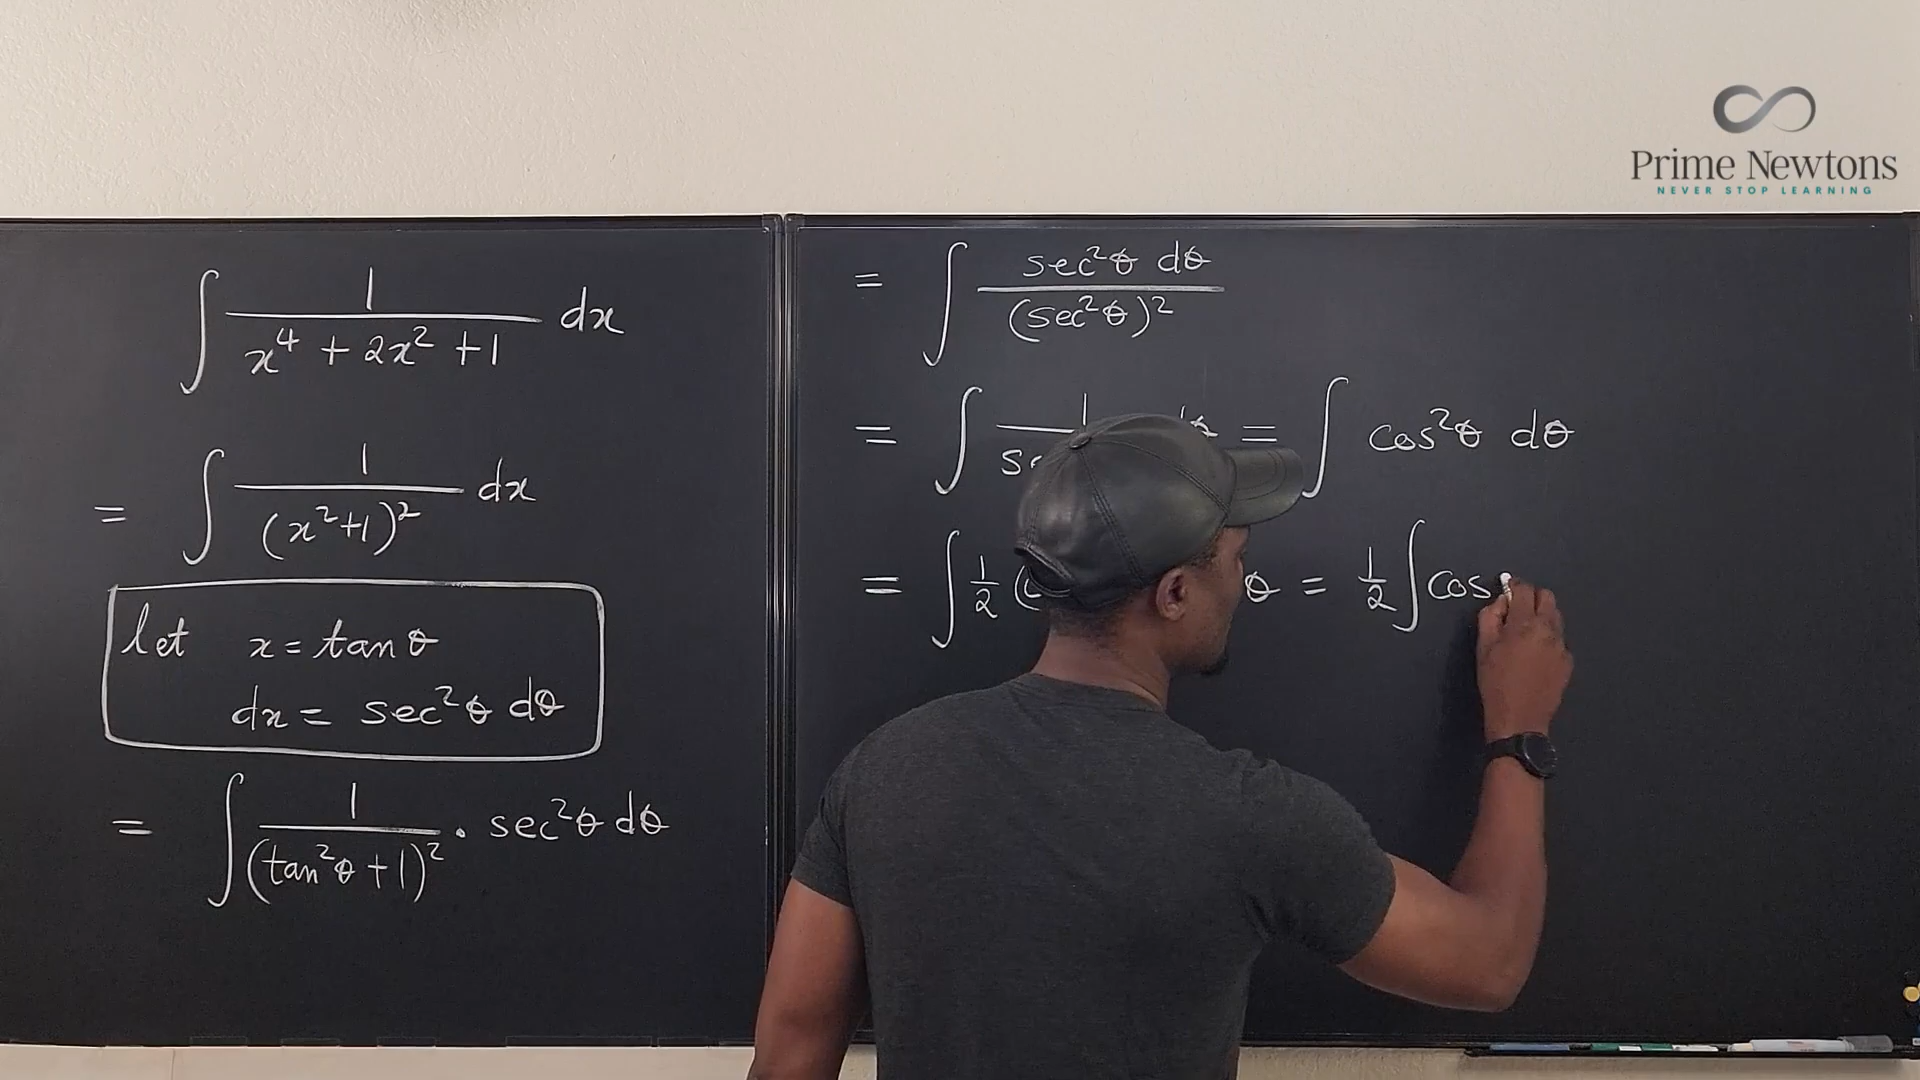 Prime Newtons
NEVER STOP LEARNING
∫ 1/(x⁴ + 2x² + 1) dx
= ∫ 1/(x²+1)² dx
let x = tan θ
dx = sec²θ dθ
= ∫ 1/(tan²θ + 1)² · sec²θ dθ
= ∫ sec²θ dθ/(sec²θ)²
= ∫ 1/ = ∫ cos²θ dθ
= ∫ 1/2 ( θ = 1/2 ∫ cos